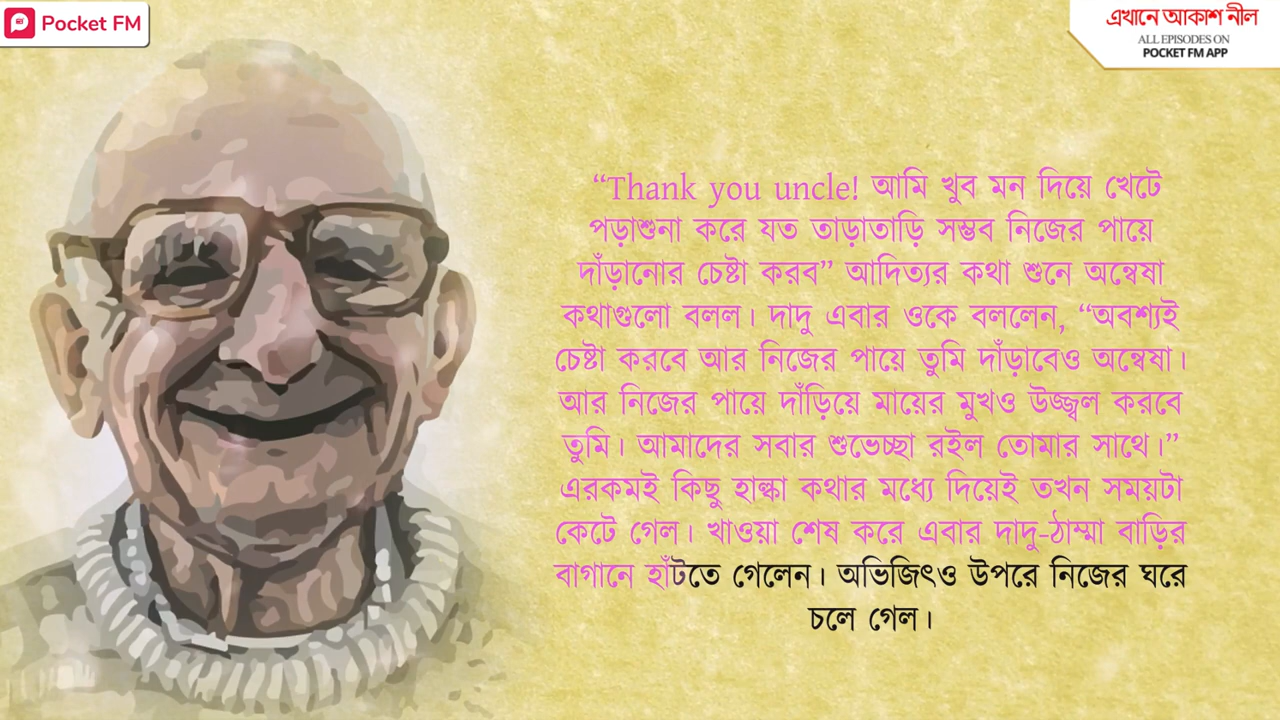 Pocket FM
এখানে আকাশ নীল
ALL EPISODES ON
POCKET FM APP
“Thank you uncle! আমি খুব মন দিয়ে খেটে
পড়াশুনা করে যত তাড়াতাড়ি সম্ভব নিজের পায়ে
দাঁড়ানোর চেষ্টা করব” আদিত্যর কথা শুনে অন্বেষা
কথাগুলো বলল। দাদু এবার ওকে বললেন, “অবশ্যই
চেষ্টা করবে আর নিজের পায়ে তুমি দাঁড়াবেও অন্বেষা।
আর নিজের পায়ে দাঁড়িয়ে মায়ের মুখও উজ্জ্বল করবে
তুমি। আমাদের সবার শুভেচ্ছা রইল তোমার সাথে।”
এরকমই কিছু হাল্কা কথার মধ্যে দিয়েই তখন সময়টা
কেটে গেল। খাওয়া শেষ করে এবার দাদু-ঠাম্মা বাড়ির
বাগানে হাঁটতে গেলেন। অভিজিৎও উপরে নিজের ঘরে
চলে গেল।